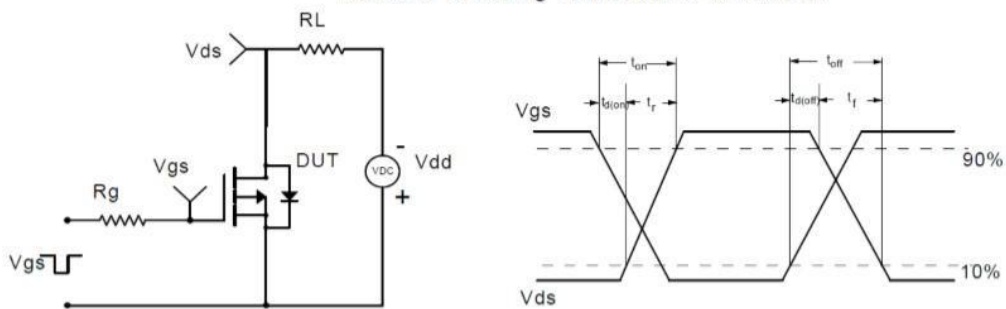 RL
Vds
Vgs
DUT
Rg
VDC
-
Vdd
+
Vgs
ton
toff
td(on)
tr
td(off)
tf
Vgs
90%
10%
Vds